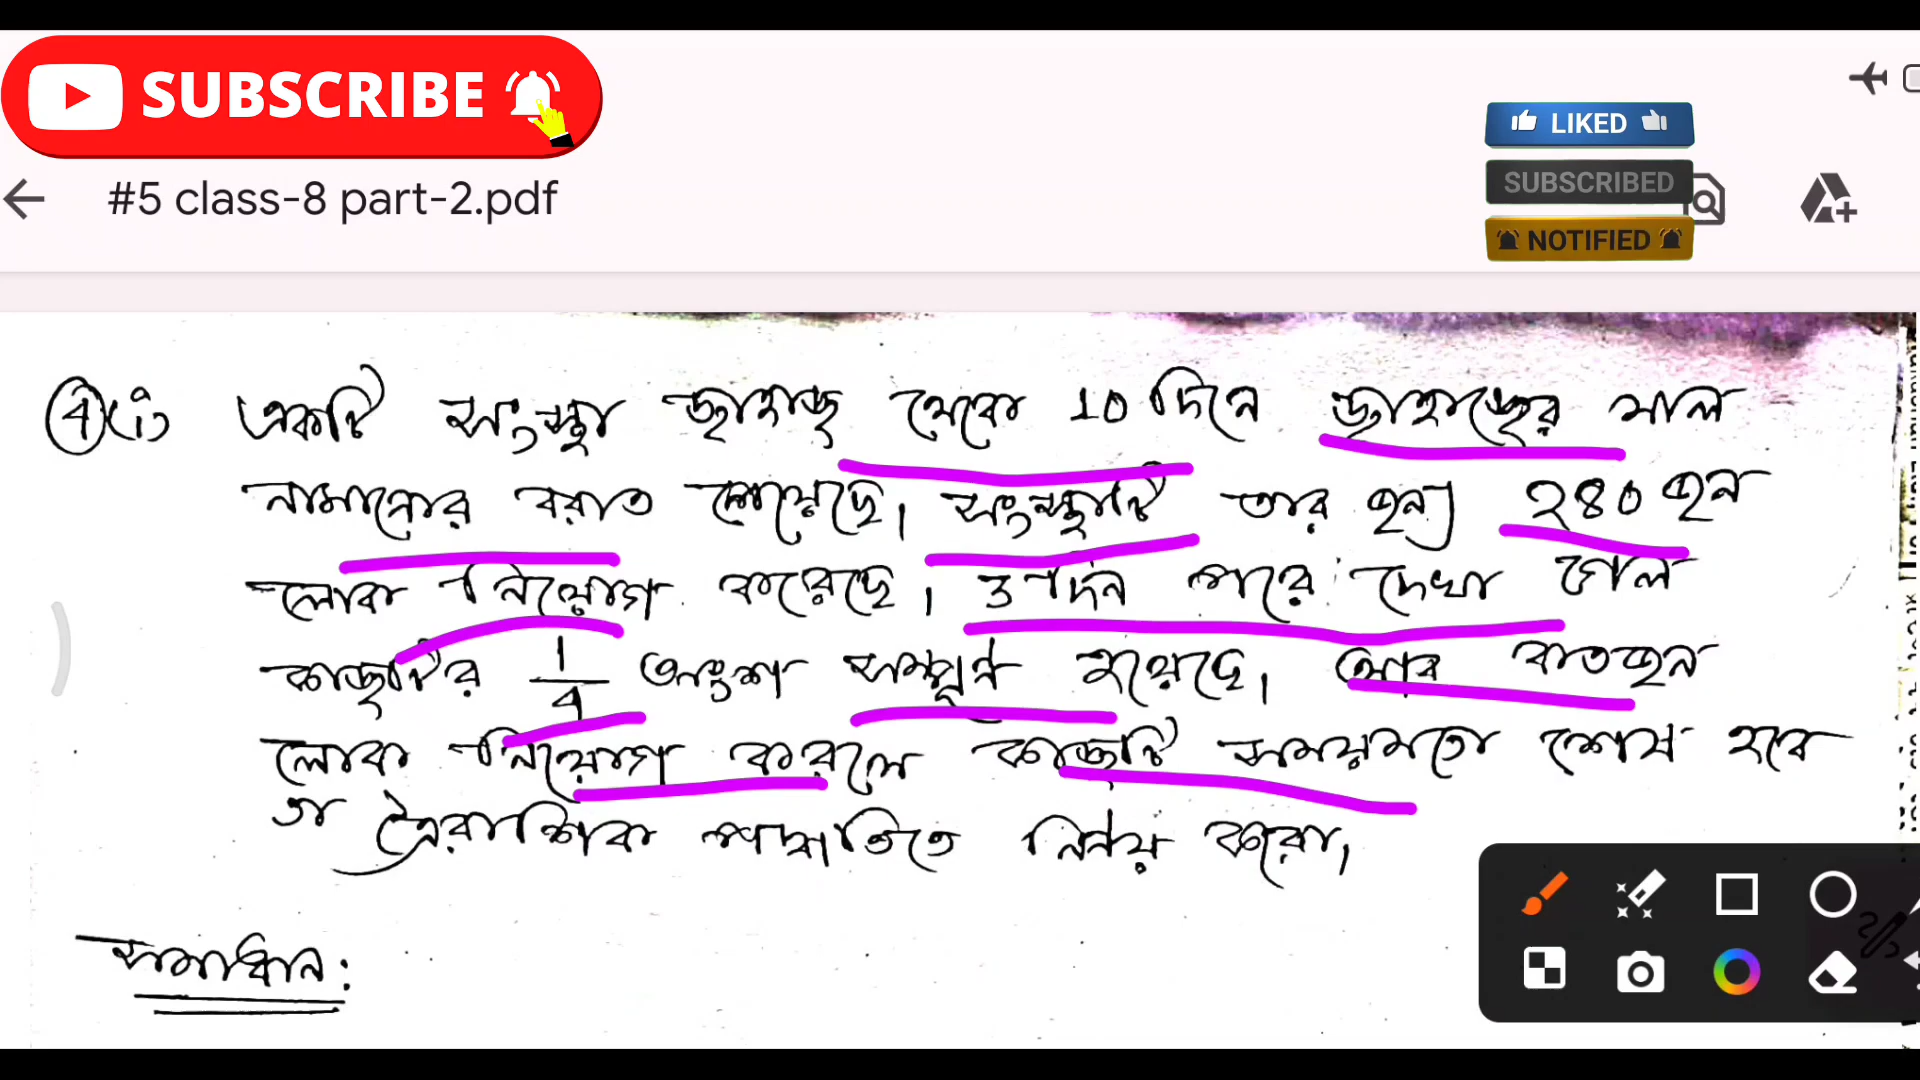 SUBSCRIBE
LIKED
SUBSCRIBED
NOTIFIED
#5 class-8 part-2.pdf
4(i) একটি সংস্থা জাহাজ থেকে 10 দিনে জাহাজের মাল
নামানোর বরাত পেয়েছে। সংস্থাটি তার জন্য ২৪0 জন
লোক নিয়োগ করেছে। 3 দিন পরে দেখা গেল
কাজটির 1/4 অংশ সম্পূর্ণ হয়েছে। আর কতজন
লোক নিয়োগ করলে কাজটি সময়মতো শেষ হবে
তা ত্রৈরাশিক পদ্ধতিতে নির্ণয় করো।
সমাধান: